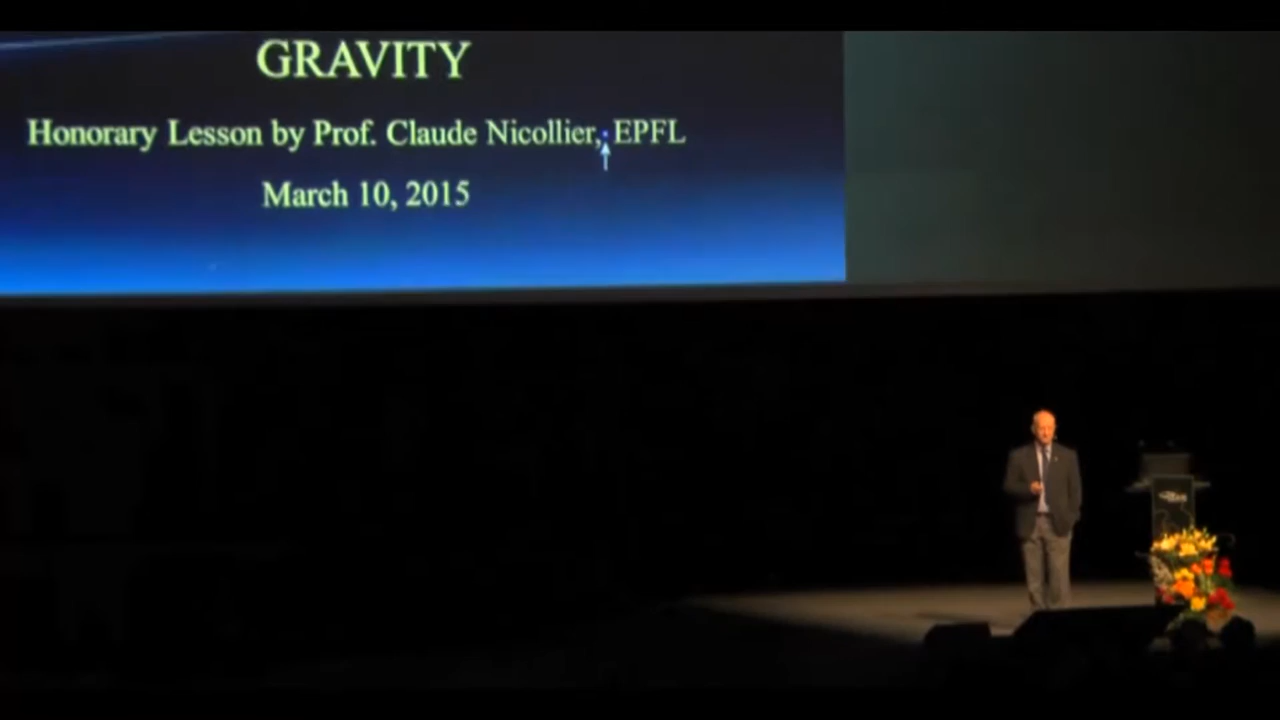 GRAVITY
Honorary Lesson by Prof. Claude Nicollier, EPFL
March 10, 2015